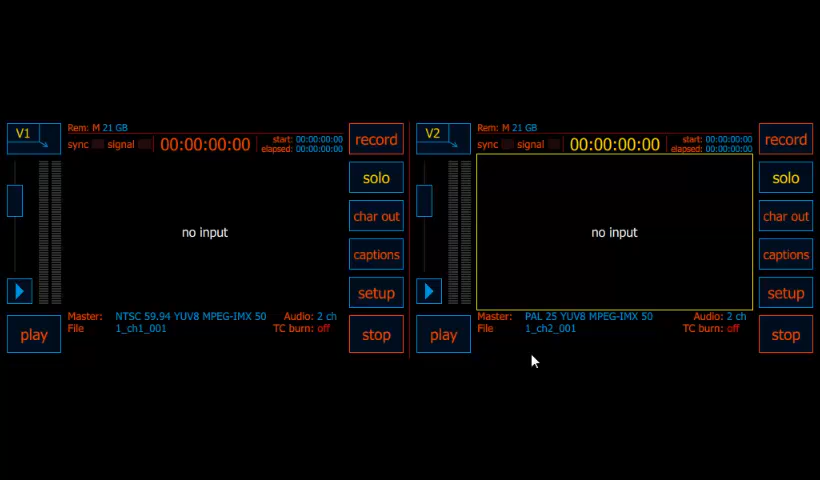 V1
Rem: M 21 GB
sync signal 00:00:00:00 start: 00:00:00:00
elapsed: 00:00:00:00
record
solo
no input
char out
captions
setup
Master: NTSC 59.94 YUV8 MPEG-IMX 50 Audio: 2 ch
File 1_ch1_001 TC burn: off
play
stop
V2
Rem: M 21 GB
sync signal 00:00:00:00 start: 00:00:00:00
elapsed: 00:00:00:00
record
solo
no input
char out
captions
setup
Master: PAL 25 YUV8 MPEG-IMX 50 Audio: 2 ch
File 1_ch2_001 TC burn: off
play
stop